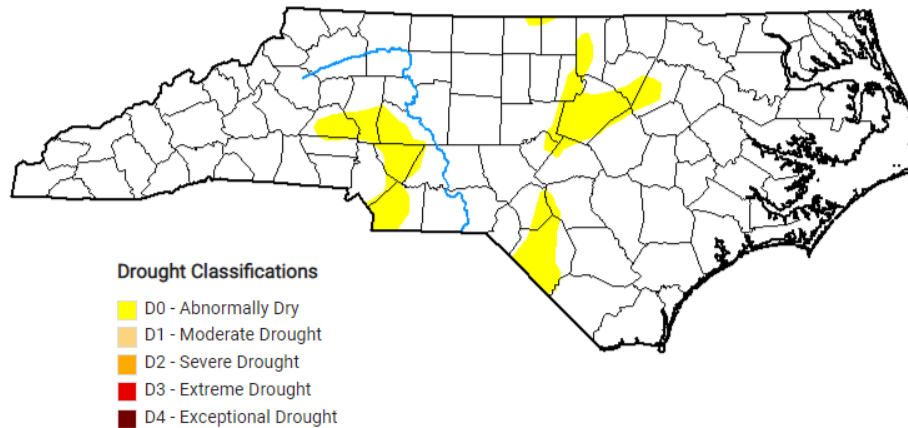 Drought Classifications
D0 - Abnormally Dry
D1 - Moderate Drought
D2 - Severe Drought
D3 - Extreme Drought
D4 - Exceptional Drought